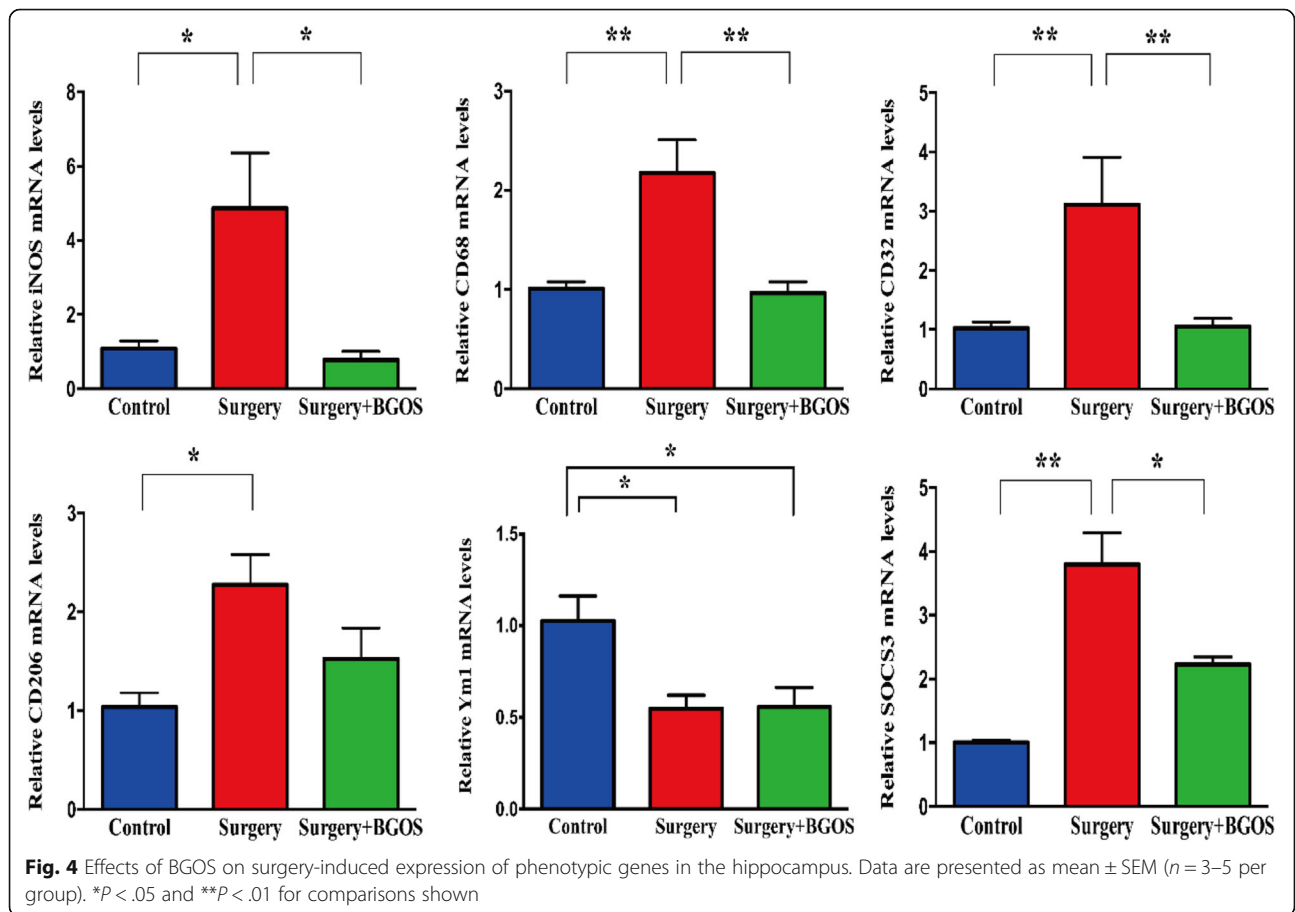 * *
** **
** **
Relative iNOS mRNA levels
8
6
4
2
0
Control Surgery Surgery+BGOS
Relative CD68 mRNA levels
3
2
1
0
Control Surgery Surgery+BGOS
Relative CD32 mRNA levels
5
4
3
2
1
0
Control Surgery Surgery+BGOS
*
Relative CD206 mRNA levels
3
2
1
0
Control Surgery Surgery+BGOS
*
*
Relative Ym1 mRNA levels
1.5
1.0
0.5
0.0
Control Surgery Surgery+BGOS
** *
Relative SOCS3 mRNA levels
5
4
3
2
1
0
Control Surgery Surgery+BGOS
Fig. 4 Effects of BGOS on surgery-induced expression of phenotypic genes in the hippocampus. Data are presented as mean ± SEM (n = 3–5 per
group). *P < .05 and **P < .01 for comparisons shown